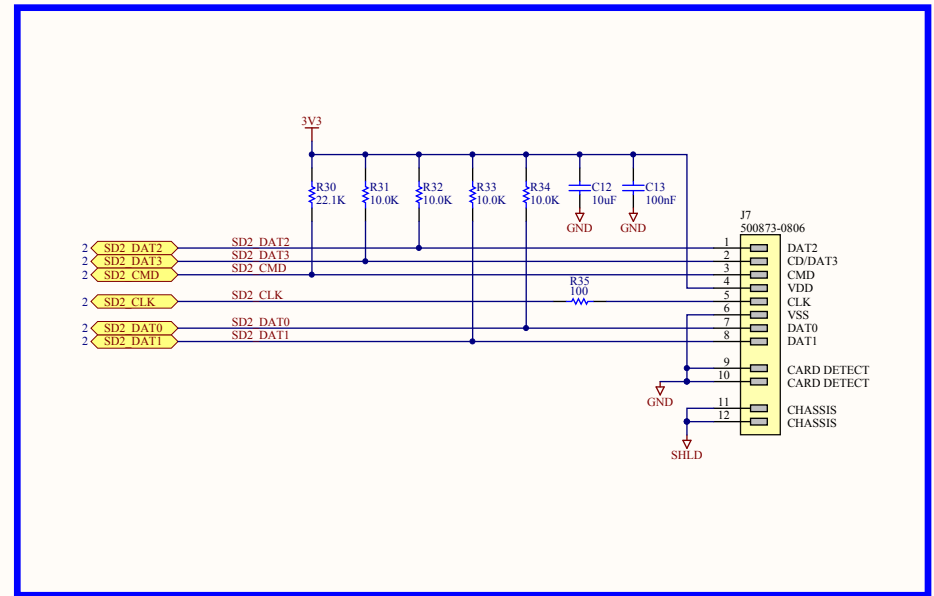 3V3
R30
22.1K
R31
10.0K
R32
10.0K
R33
10.0K
R34
10.0K
C12
10uF
C13
100nF
GND
GND
J7
500873-0806
2 SD2_DAT2 SD2_DAT2 1 DAT2
2 SD2_DAT3 SD2_DAT3 2 CD/DAT3
2 SD2_CMD SD2_CMD 3 CMD
4 VDD
R35
100
2 SD2_CLK SD2_CLK 5 CLK
6 VSS
2 SD2_DAT0 SD2_DAT0 7 DAT0
2 SD2_DAT1 SD2_DAT1 8 DAT1
9 CARD DETECT
10 CARD DETECT
GND
11 CHASSIS
12 CHASSIS
SHLD